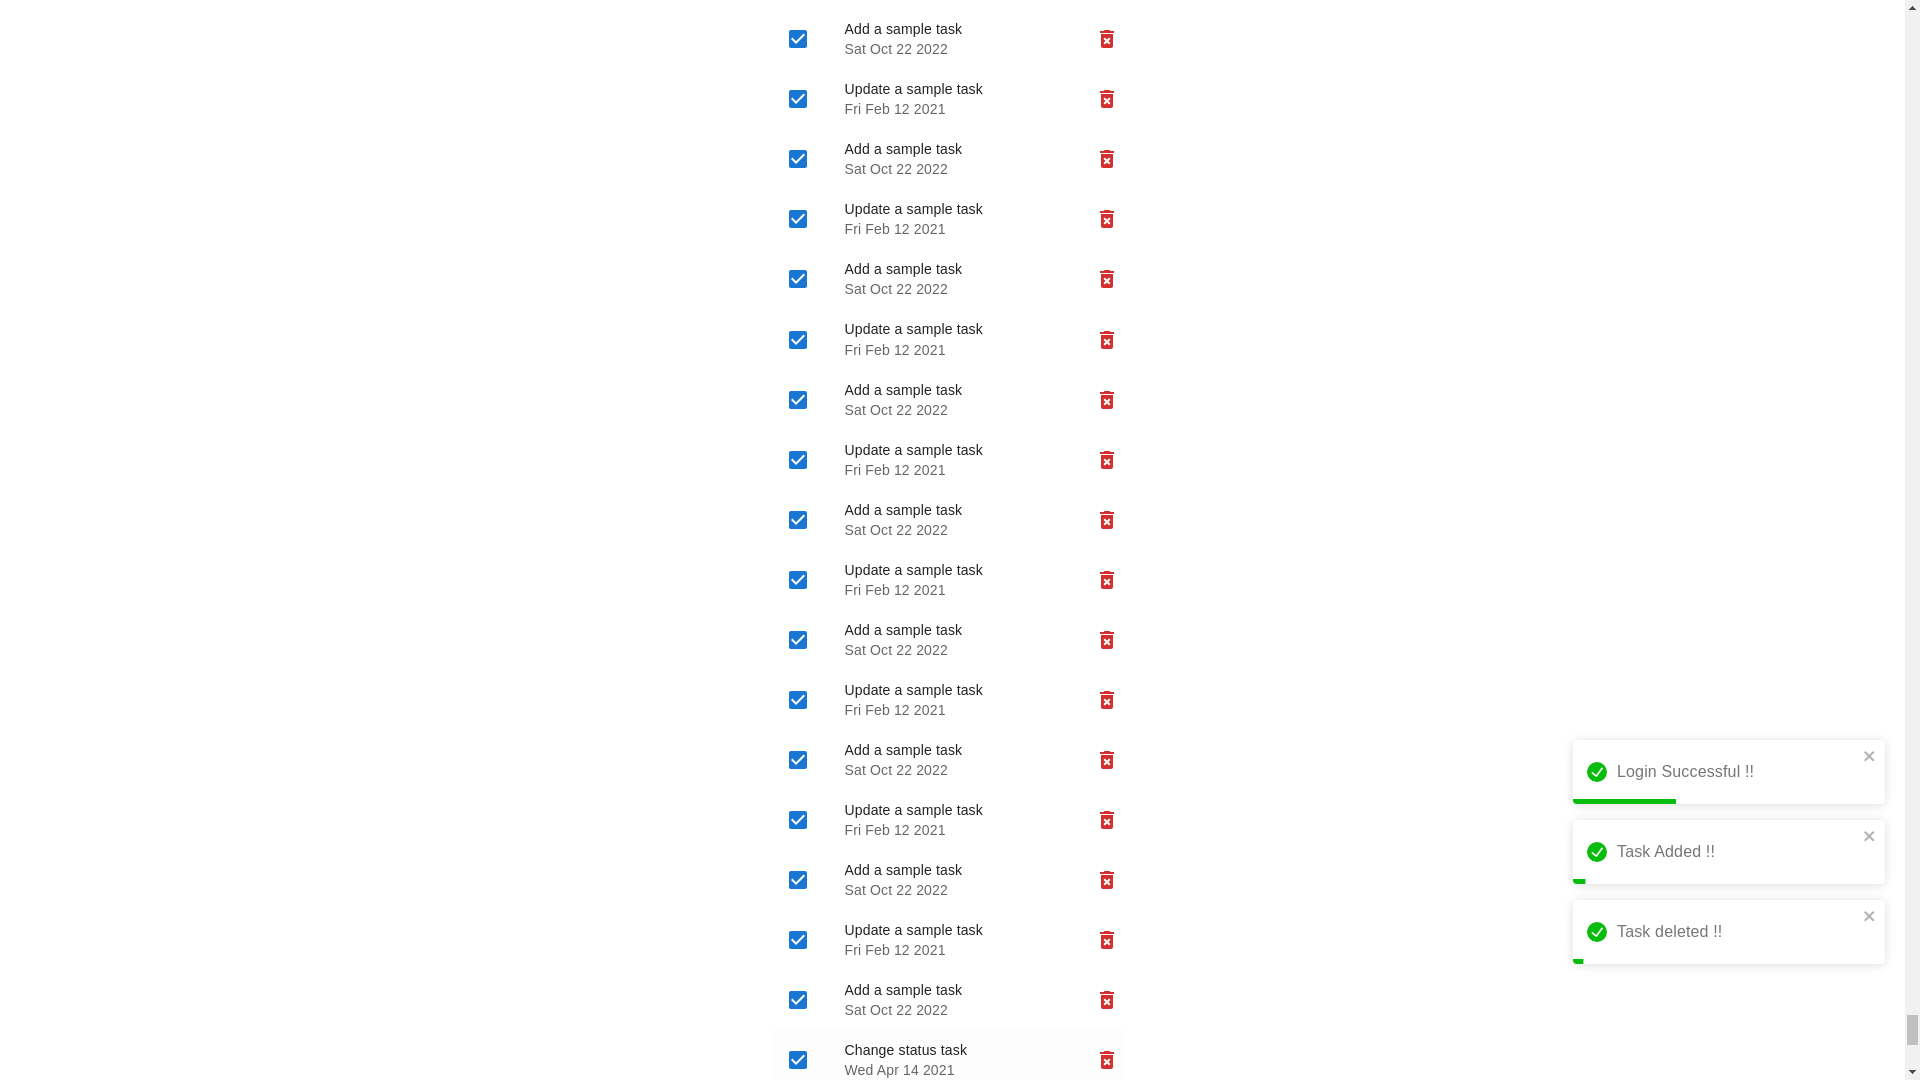 Add a sample task
Sat Oct 22 2022
Update a sample task
Fri Feb 12 2021
Add a sample task
Sat Oct 22 2022
Update a sample task
Fri Feb 12 2021
Add a sample task
Sat Oct 22 2022
Update a sample task
Fri Feb 12 2021
Add a sample task
Sat Oct 22 2022
Update a sample task
Fri Feb 12 2021
Add a sample task
Sat Oct 22 2022
Update a sample task
Fri Feb 12 2021
Add a sample task
Sat Oct 22 2022
Update a sample task
Fri Feb 12 2021
Add a sample task
Sat Oct 22 2022
Update a sample task
Fri Feb 12 2021
Add a sample task
Sat Oct 22 2022
Update a sample task
Fri Feb 12 2021
Add a sample task
Sat Oct 22 2022
Change status task
Wed Apr 14 2021
Login Successful !!
Task Added !!
Task deleted !!